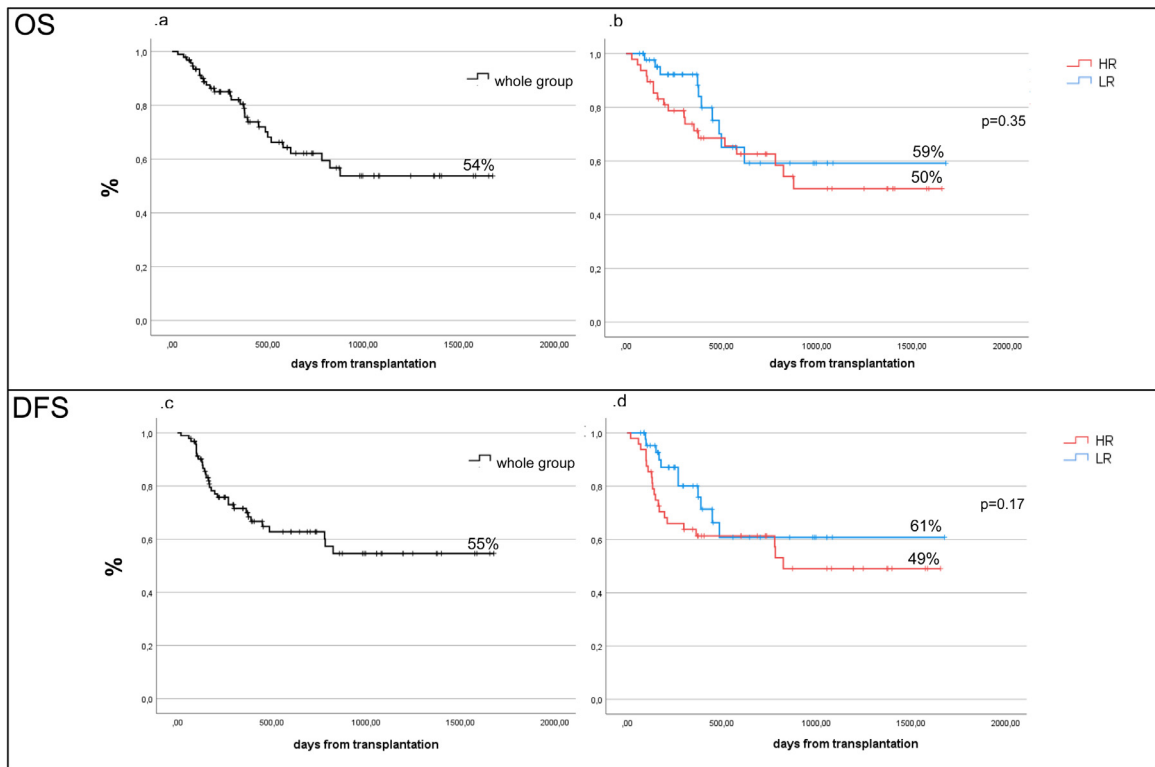 OS
.a
1,0
0,8
0,6
0,4
0,2
0,0
%
whole group
54%
,00 500,00 1000,00 1500,00 2000,00
days from transplantation
.b
1,0
0,8
0,6
0,4
0,2
0,0
HR
LR
p=0.35
59%
50%
,00 500,00 1000,00 1500,00 2000,00
days from transplantation
DFS
.c
1,0
0,8
0,6
0,4
0,2
0,0
%
whole group
55%
,00 500,00 1000,00 1500,00 2000,00
days from transplantation
.d
1,0
0,8
0,6
0,4
0,2
0,0
HR
LR
p=0.17
61%
49%
,00 500,00 1000,00 1500,00 2000,00
days from transplantation